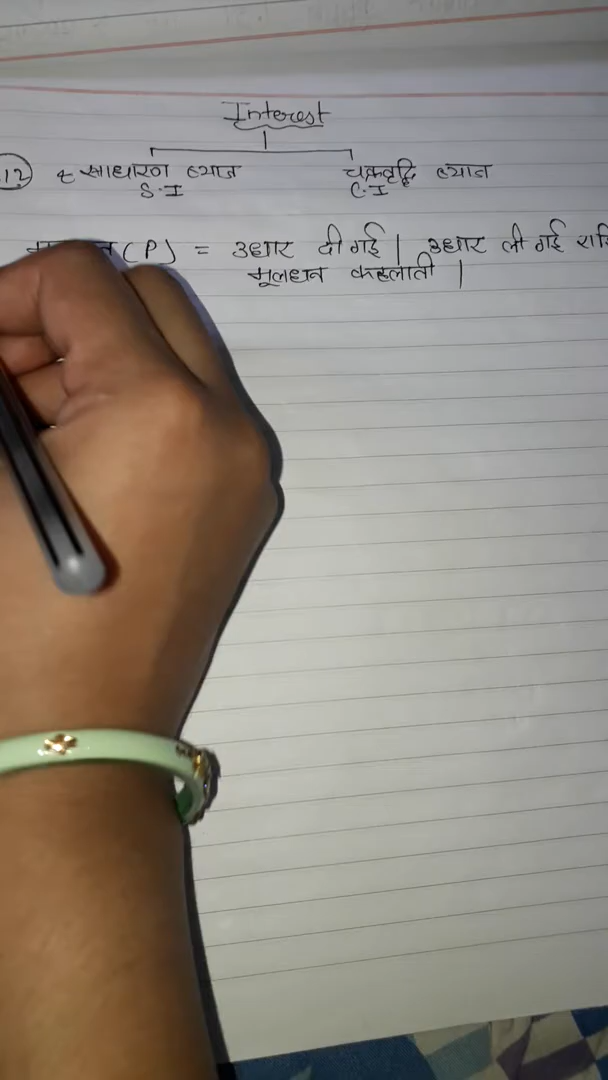 Interest
12 साधारण ब्याज चक्रवृद्धि ब्याज
S.I C.I
(P) = उधार दी गई | उधार ली गई
मूलधन कहलाती |